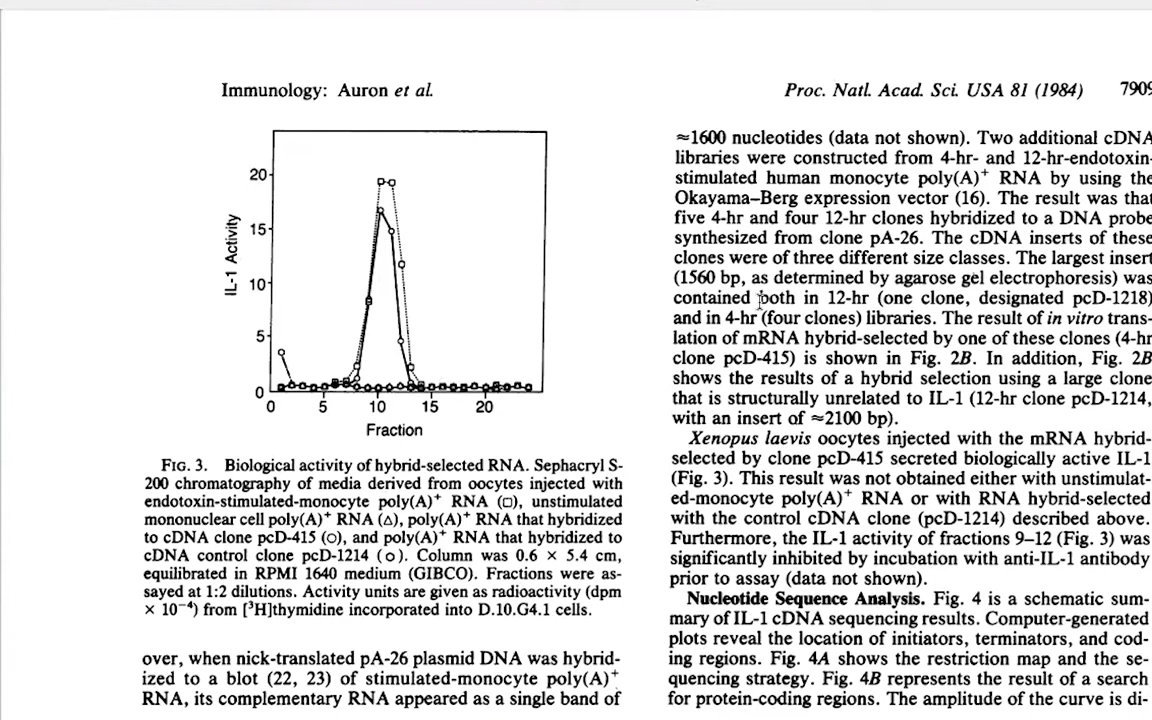 Immunology: Auron et al.
Proc. Natl. Acad. Sci. USA 81 (1984) 7909
20
15
10
5
0
IL-1 Activity
0 5 10 15 20
Fraction
FIG. 3. Biological activity of hybrid-selected RNA. Sephacryl S-
200 chromatography of media derived from oocytes injected with
endotoxin-stimulated-monocyte poly(A)⁺ RNA (□), unstimulated
mononuclear cell poly(A)⁺ RNA (△), poly(A)⁺ RNA that hybridized
to cDNA clone pcD-415 (○), and poly(A)⁺ RNA that hybridized to
cDNA control clone pcD-1214 (○). Column was 0.6 × 5.4 cm,
equilibrated in RPMI 1640 medium (GIBCO). Fractions were as-
sayed at 1:2 dilutions. Activity units are given as radioactivity (dpm
× 10⁻⁴) from [³H]thymidine incorporated into D.10.G4.1 cells.
over, when nick-translated pA-26 plasmid DNA was hybrid-
ized to a blot (22, 23) of stimulated-monocyte poly(A)⁺
RNA, its complementary RNA appeared as a single band of
≈1600 nucleotides (data not shown). Two additional cDNA
libraries were constructed from 4-hr- and 12-hr-endotoxin-
stimulated human monocyte poly(A)⁺ RNA by using the
Okayama–Berg expression vector (16). The result was that
five 4-hr and four 12-hr clones hybridized to a DNA probe
synthesized from clone pA-26. The cDNA inserts of these
clones were of three different size classes. The largest insert
(1560 bp, as determined by agarose gel electrophoresis) was
contained both in 12-hr (one clone, designated pcD-1218)
and in 4-hr (four clones) libraries. The result of in vitro trans-
lation of mRNA hybrid-selected by one of these clones (4-hr
clone pcD-415) is shown in Fig. 2B. In addition, Fig. 2B
shows the results of a hybrid selection using a large clone
that is structurally unrelated to IL-1 (12-hr clone pcD-1214,
with an insert of ≈2100 bp).
Xenopus laevis oocytes injected with the mRNA hybrid-
selected by clone pcD-415 secreted biologically active IL-1
(Fig. 3). This result was not obtained either with unstimulat-
ed-monocyte poly(A)⁺ RNA or with RNA hybrid-selected
with the control cDNA clone (pcD-1214) described above.
Furthermore, the IL-1 activity of fractions 9–12 (Fig. 3) was
significantly inhibited by incubation with anti-IL-1 antibody
prior to assay (data not shown).
Nucleotide Sequence Analysis. Fig. 4 is a schematic sum-
mary of IL-1 cDNA sequencing results. Computer-generated
plots reveal the location of initiators, terminators, and cod-
ing regions. Fig. 4A shows the restriction map and the se-
quencing strategy. Fig. 4B represents the result of a search
for protein-coding regions. The amplitude of the curve is di-